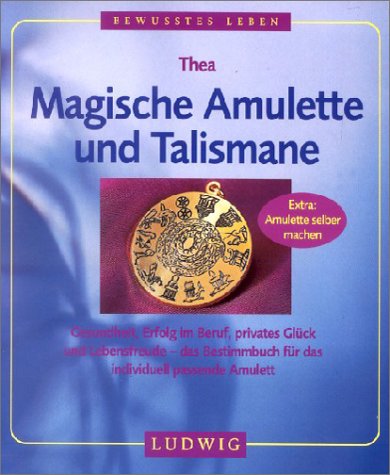 BEWUSSTES LEBEN
Thea
Magische Amulette
und Talismane
Extra:
Amulette selber
machen
Gesundheit, Erfolg im Beruf, privates Glück
und Lebensfreude – das Bestimmbuch für das
individuell passende Amulett
LUDWIG